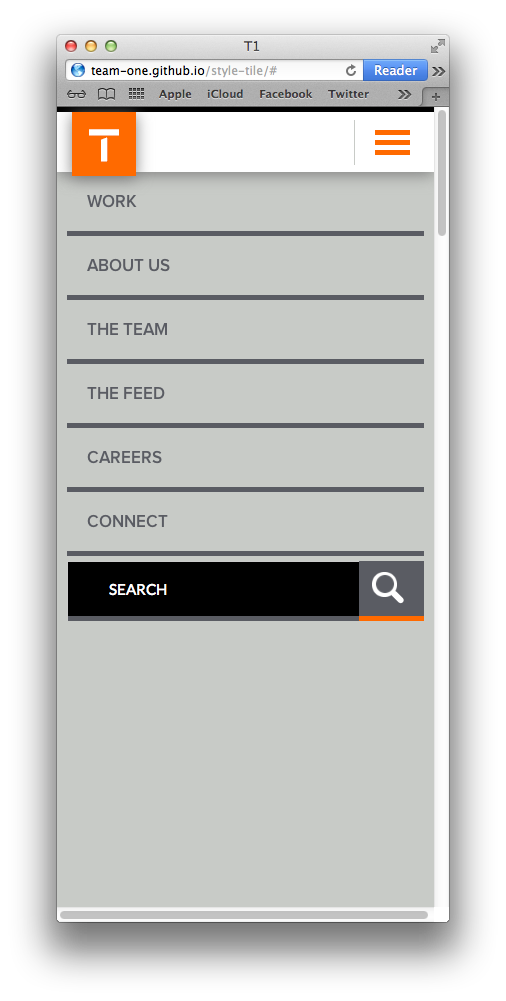 T1
team-one.github.io/style-tile/#
Reader
Apple iCloud Facebook Twitter
T
WORK
ABOUT US
THE TEAM
THE FEED
CAREERS
CONNECT
SEARCH